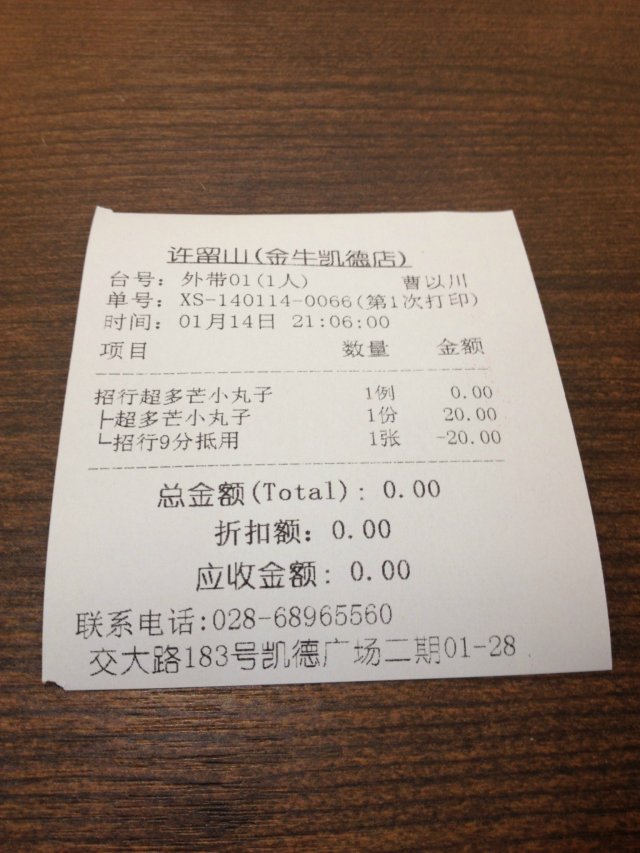 许留山(金牛凯德店)
台号: 外带01(1人) 曹以川
单号: XS-140114-0066(第1次打印)
时间: 01月14日 21:06:00
项目 数量 金额
招行超多芒小丸子 1例 0.00
├超多芒小丸子 1份 20.00
└招行9分抵用 1张 -20.00
总金额(Total): 0.00
折扣额: 0.00
应收金额: 0.00
联系电话:028-68965560
交大路183号凯德广场二期01-28